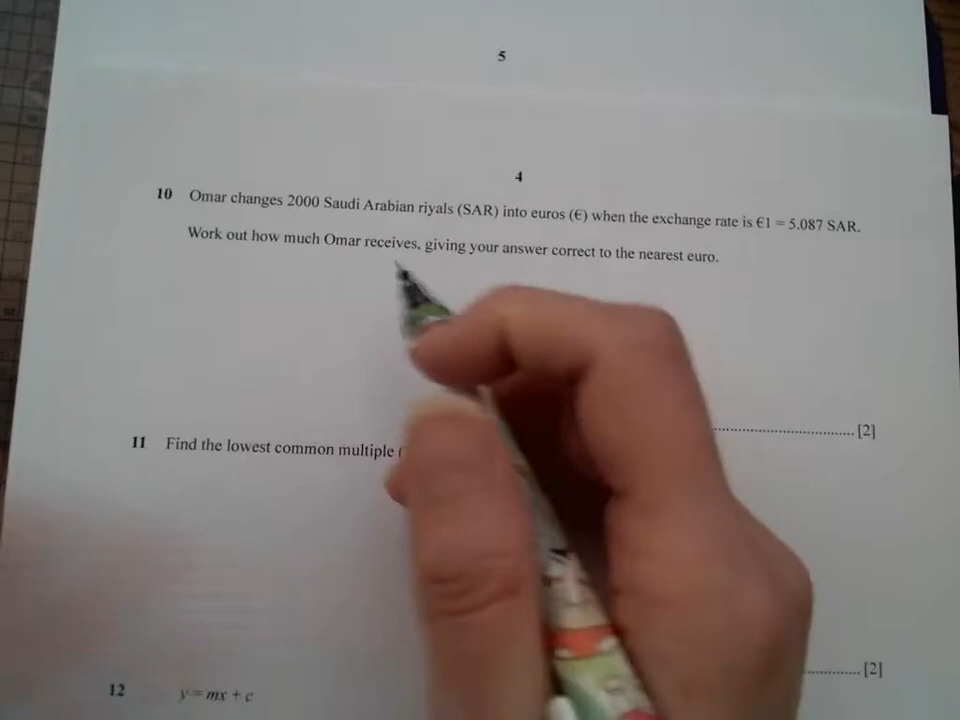 5
4
10 Omar changes 2000 Saudi Arabian riyals (SAR) into euros (€) when the exchange rate is €1 = 5.087 SAR.
Work out how much Omar receives, giving your answer correct to the nearest euro.
.................................. [2]
11 Find the lowest common multiple (
............ [2]
12 y = mx + c